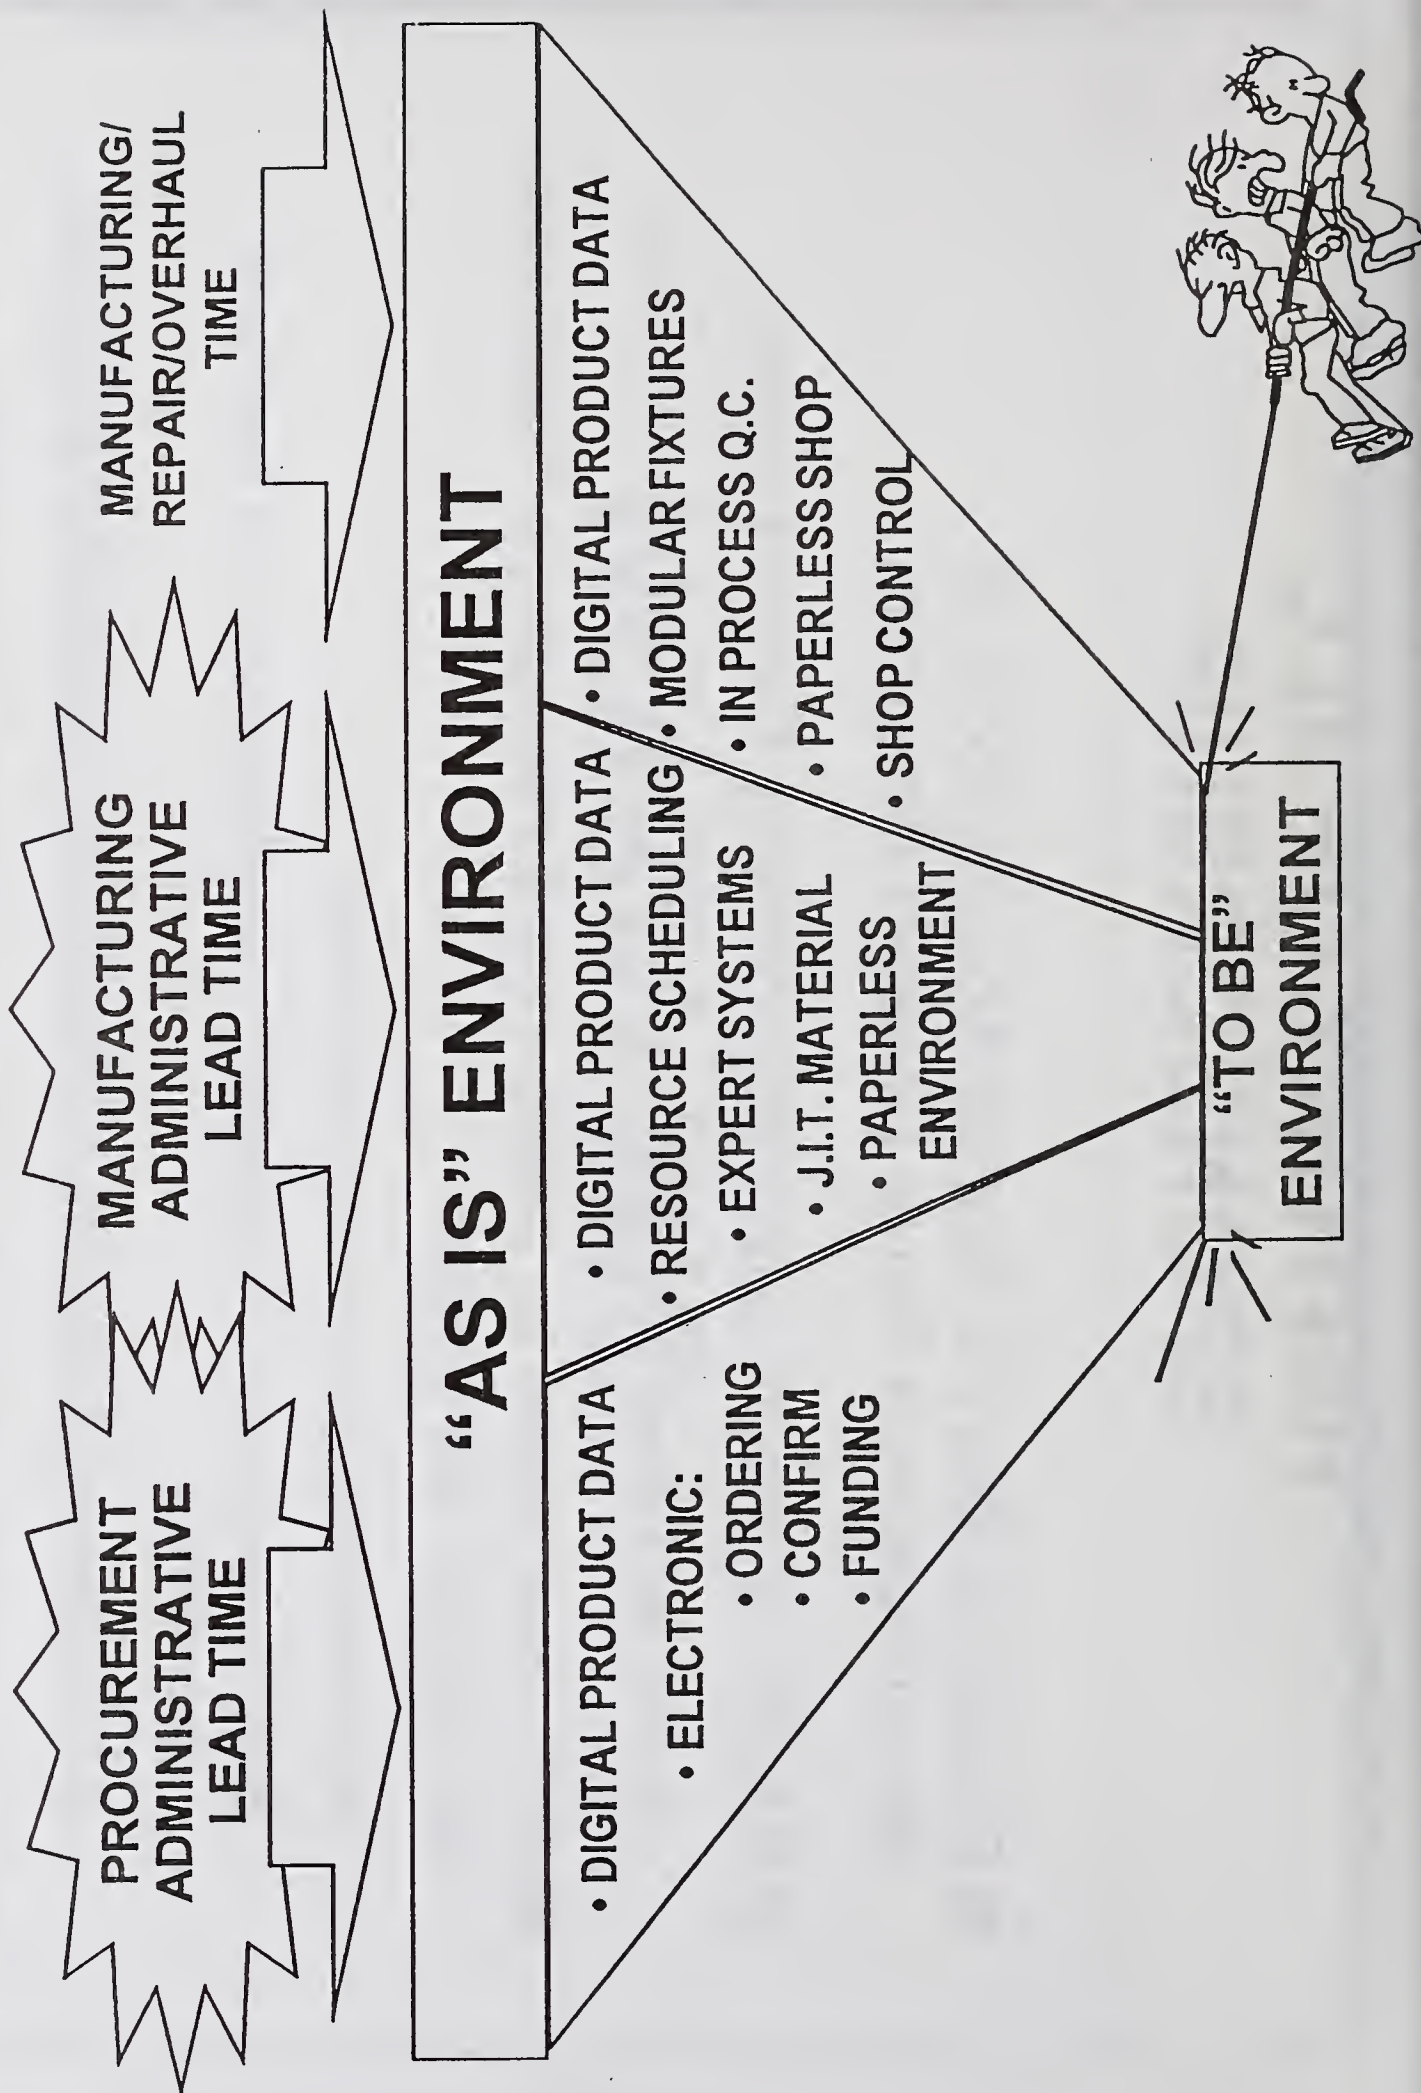 PROCUREMENT
ADMINISTRATIVE
LEAD TIME
MANUFACTURING
ADMINISTRATIVE
LEAD TIME
MANUFACTURING/
REPAIR/OVERHAUL
TIME
“AS IS” ENVIRONMENT
• DIGITAL PRODUCT DATA
• ELECTRONIC:
• ORDERING
• CONFIRM
• FUNDING
• DIGITAL PRODUCT DATA
• RESOURCE SCHEDULING
• EXPERT SYSTEMS
• J.I.T. MATERIAL
• PAPERLESS
ENVIRONMENT
• DIGITAL PRODUCT DATA
• MODULAR FIXTURES
• IN PROCESS Q.C.
• PAPERLESS SHOP
• SHOP CONTROL
“TO BE”
ENVIRONMENT